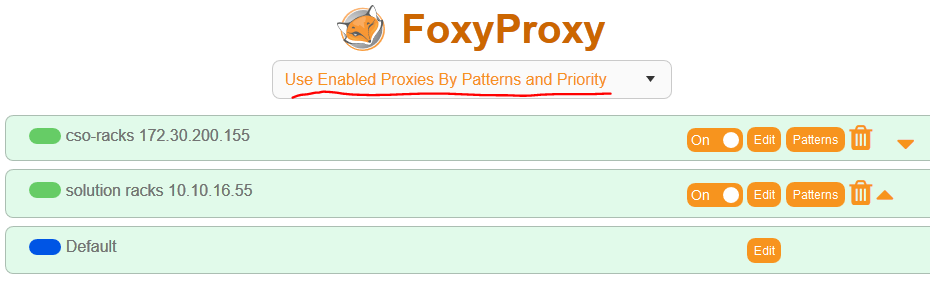 FoxyProxy
Use Enabled Proxies By Patterns and Priority
cso-racks 172.30.200.155 On Edit Patterns
solution racks 10.10.16.55 On Edit Patterns
Default Edit